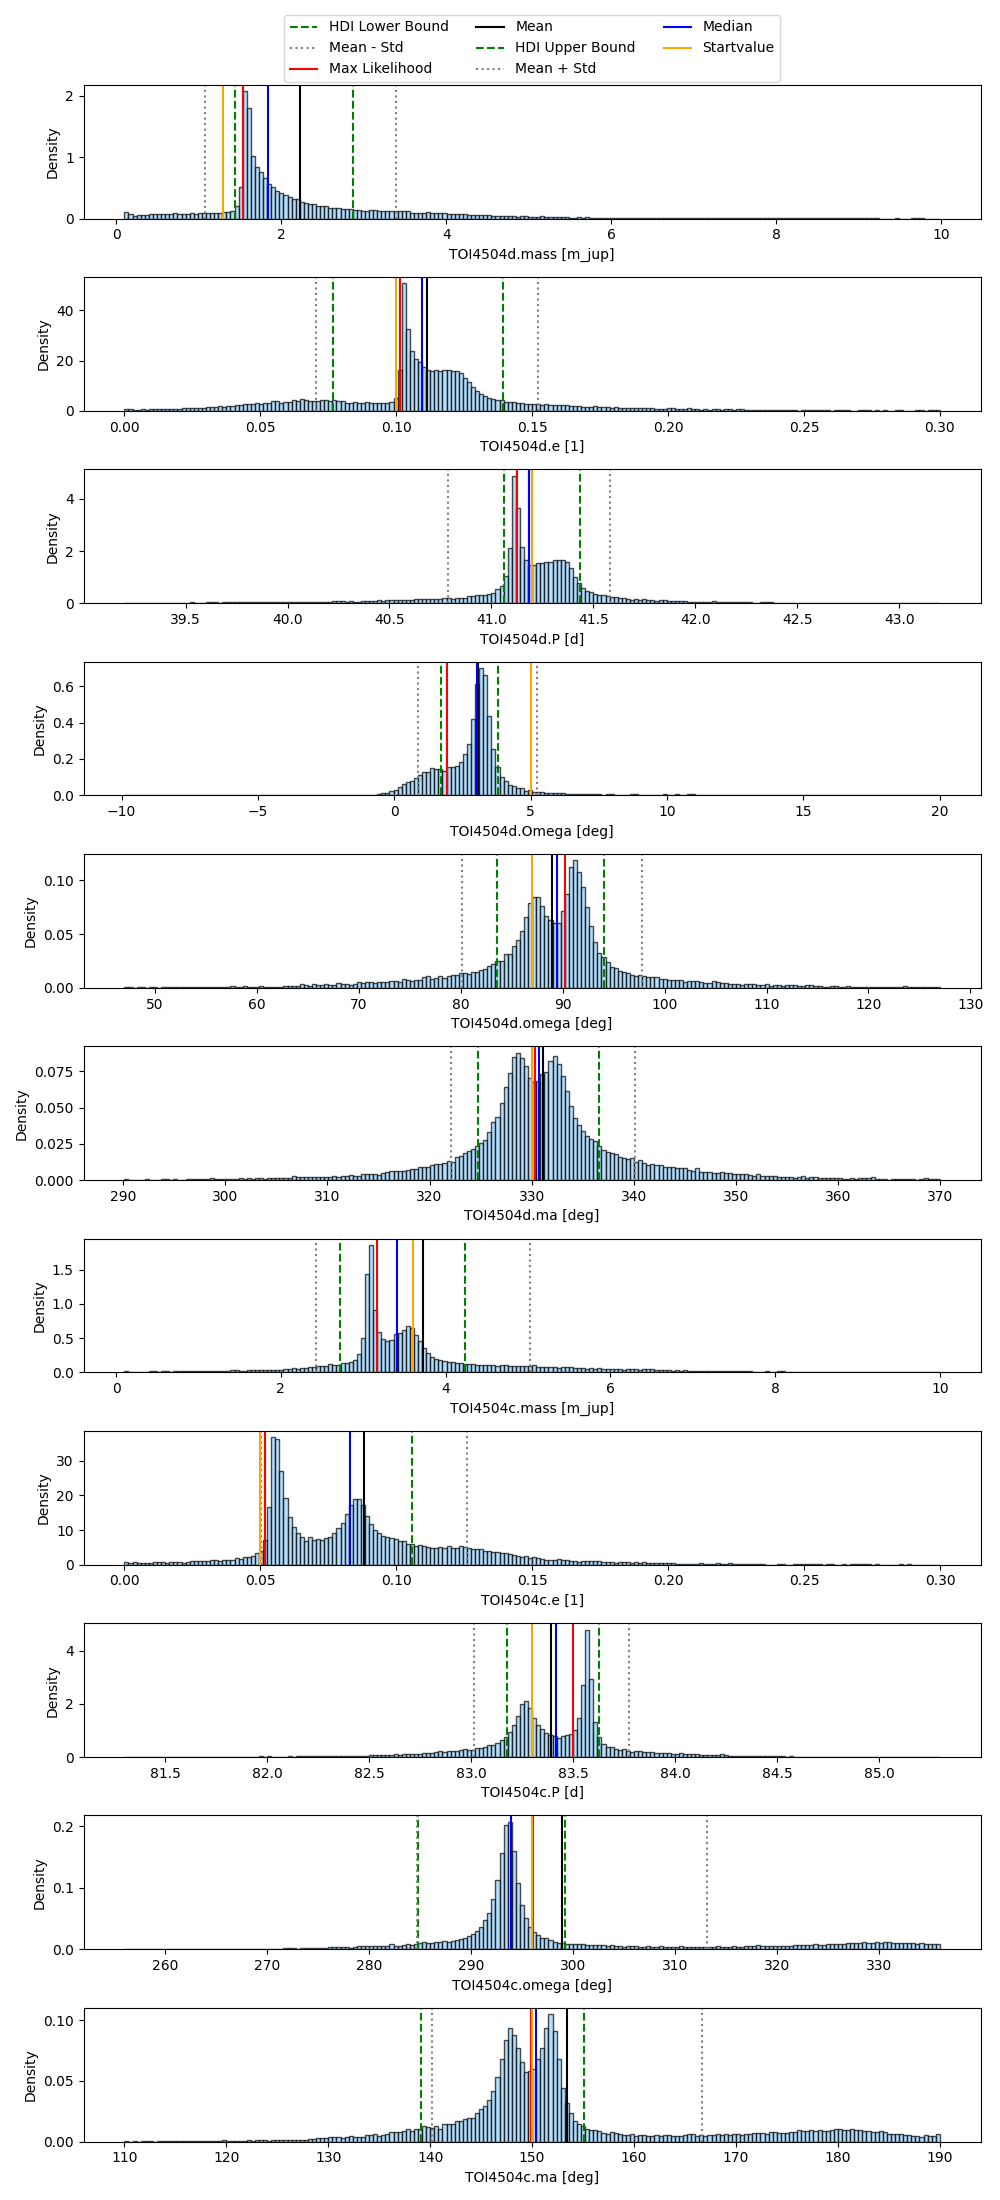 HDI Lower Bound Mean Median
Mean - Std HDI Upper Bound Startvalue
Max Likelihood Mean + Std
Density
2
1
0
0 2 4 6 8 10
TOI4504d.mass [m_jup]
Density
40
20
0
0.00 0.05 0.10 0.15 0.20 0.25 0.30
TOI4504d.e [1]
Density
4
2
0
39.5 40.0 40.5 41.0 41.5 42.0 42.5 43.0
TOI4504d.P [d]
Density
0.6
0.4
0.2
0.0
−10 −5 0 5 10 15 20
TOI4504d.Omega [deg]
Density
0.10
0.05
0.00
50 60 70 80 90 100 110 120 130
TOI4504d.omega [deg]
Density
0.075
0.050
0.025
0.000
290 300 310 320 330 340 350 360 370
TOI4504d.ma [deg]
Density
1.5
1.0
0.5
0.0
0 2 4 6 8 10
TOI4504c.mass [m_jup]
Density
30
20
10
0
0.00 0.05 0.10 0.15 0.20 0.25 0.30
TOI4504c.e [1]
Density
4
2
0
81.5 82.0 82.5 83.0 83.5 84.0 84.5 85.0
TOI4504c.P [d]
Density
0.2
0.1
0.0
260 270 280 290 300 310 320 330
TOI4504c.omega [deg]
Density
0.10
0.05
0.00
110 120 130 140 150 160 170 180 190
TOI4504c.ma [deg]